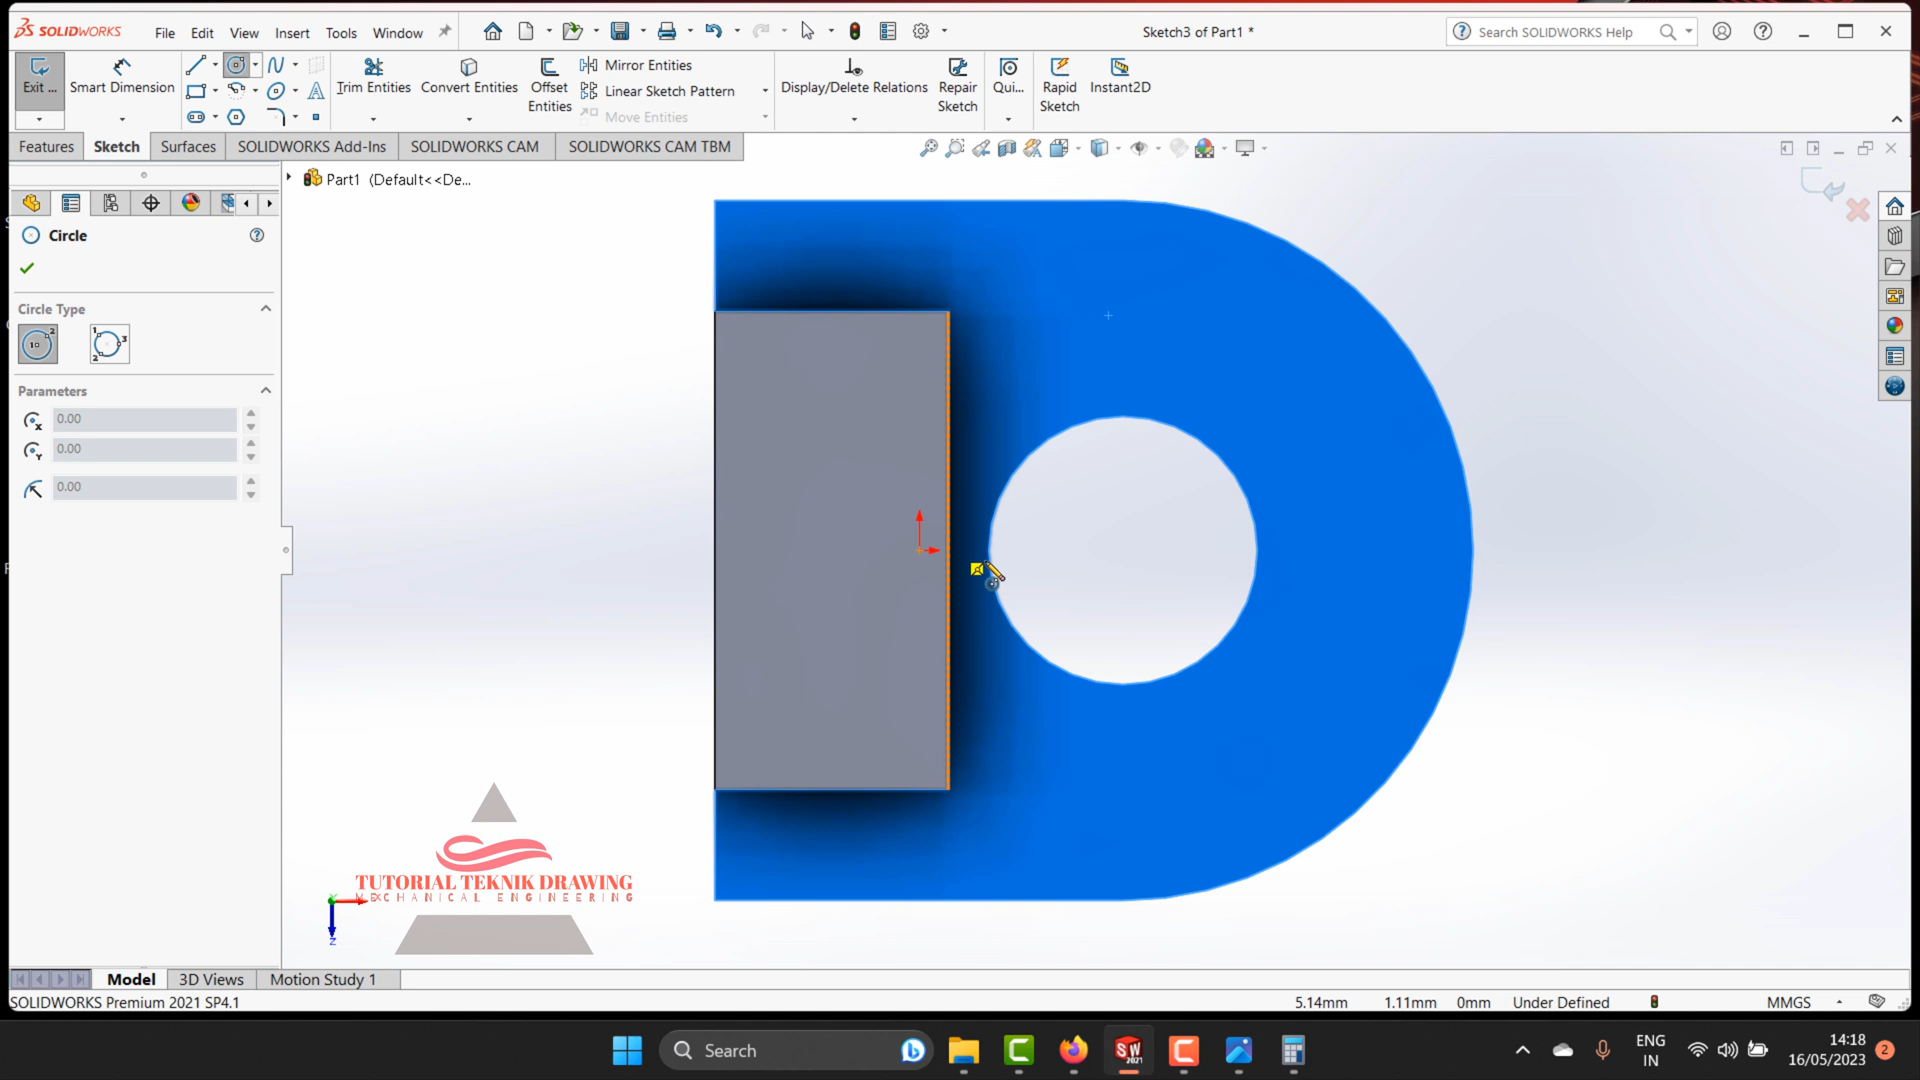 SOLIDWORKS File Edit View Insert Tools Window
Sketch3 of Part1 *
Search SOLIDWORKS Help
Exit ...
Smart Dimension
Trim Entities
Convert Entities
Offset Entities
Mirror Entities
Linear Sketch Pattern
Move Entities
Display/Delete Relations
Repair Sketch
Qui...
Rapid Sketch
Instant2D
Features Sketch Surfaces SOLIDWORKS Add-Ins SOLIDWORKS CAM SOLIDWORKS CAM TBM
Part1 (Default<<De...
Circle
Circle Type
Parameters
0.00
0.00
0.00
TUTORIAL TEKNIK DRAWING
MECHANICAL ENGINEERING
Z
Model 3D Views Motion Study 1
SOLIDWORKS Premium 2021 SP4.1
5.14mm 1.11mm 0mm Under Defined MMGS
Search
SW 2021
ENG
IN
14:18
16/05/2023
2